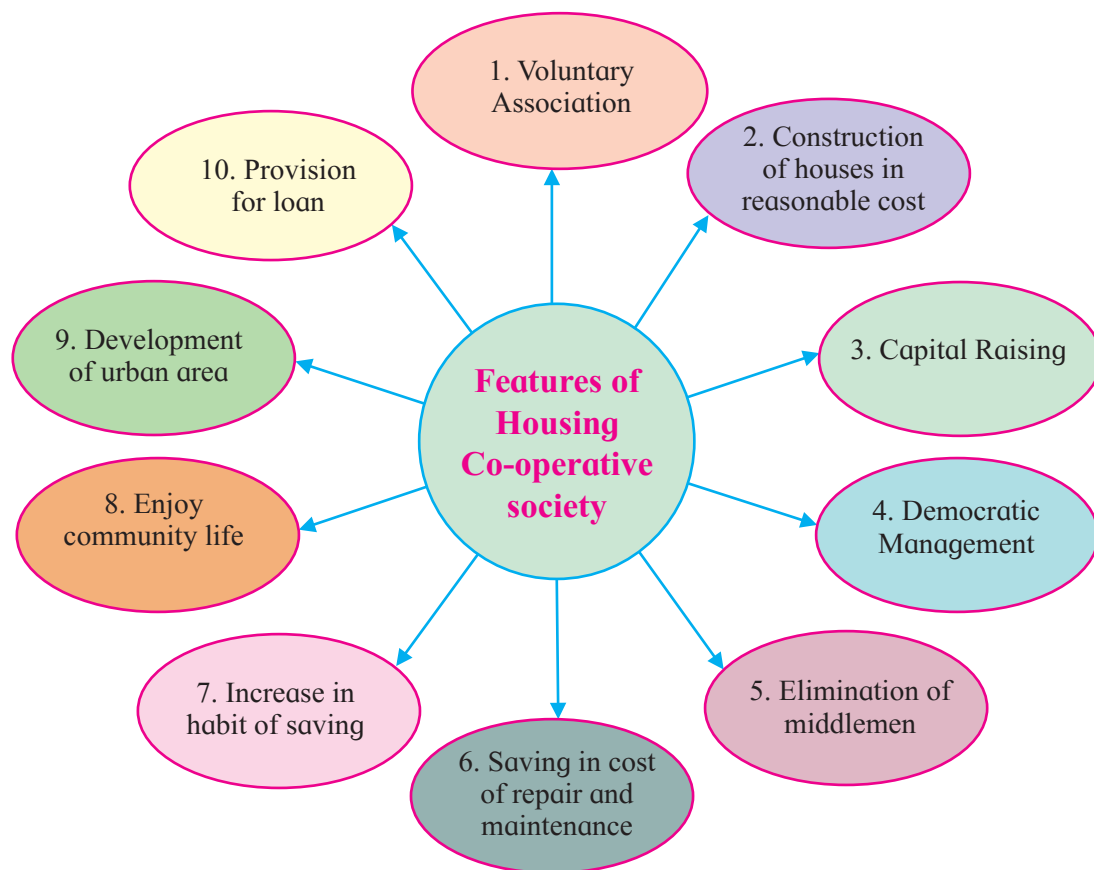 1. Voluntary
Association
2. Construction
of houses in
reasonable cost
3. Capital Raising
4. Democratic
Management
5. Elimination of
middlemen
6. Saving in cost
of repair and
maintenance
7. Increase in
habit of saving
8. Enjoy
community life
9. Development
of urban area
10. Provision
for loan
Features of
Housing
Co-operative
society